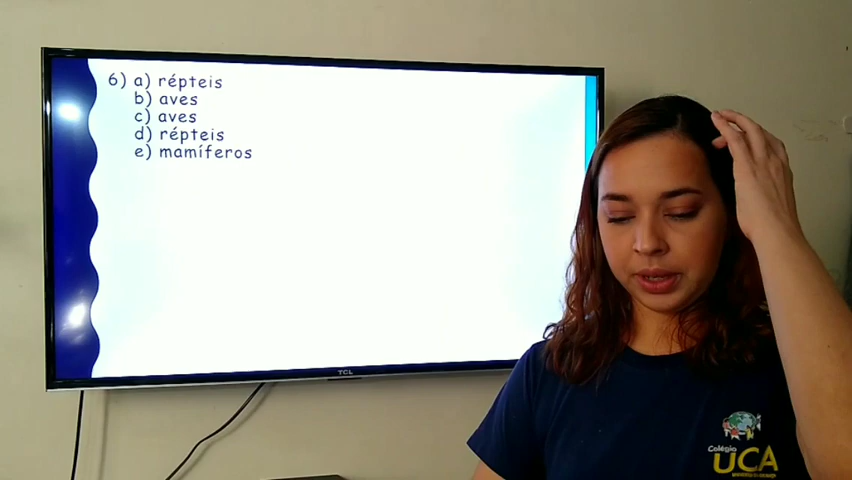 6) a) répteis
b) aves
c) aves
d) répteis
e) mamíferos
TCL
Colégio
UCA